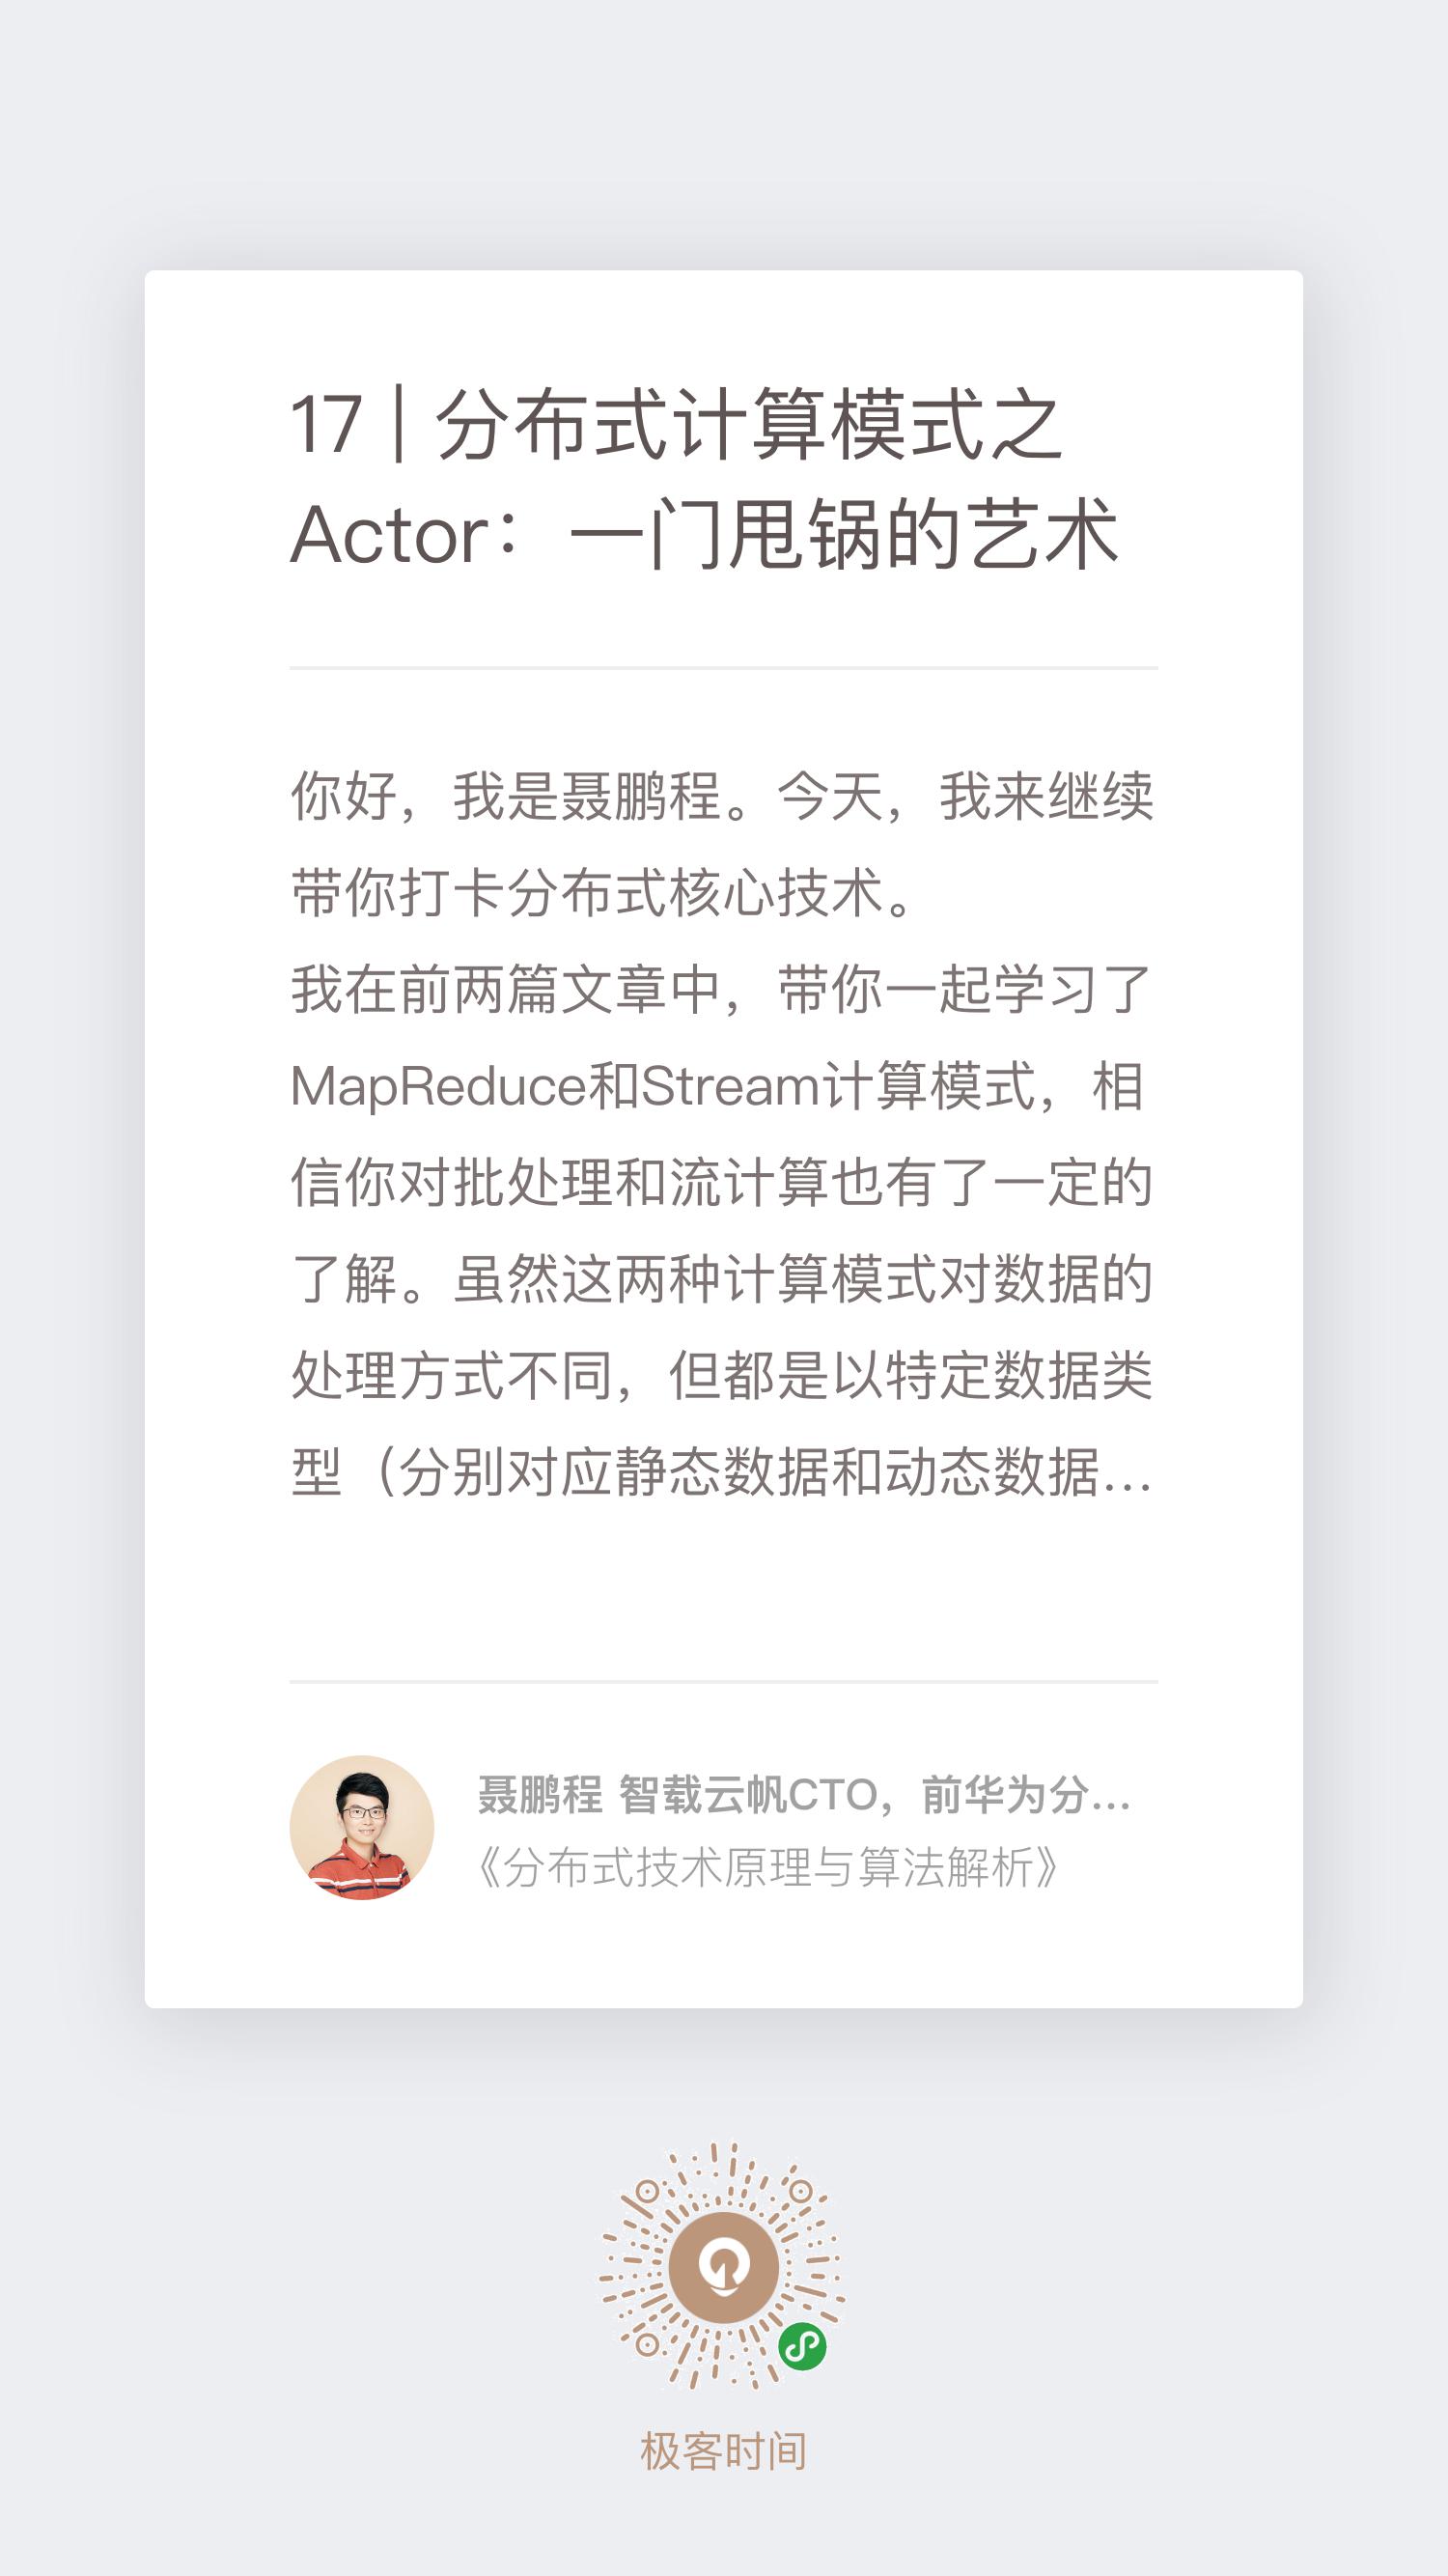 17 | 分布式计算模式之
Actor：一门甩锅的艺术
你好，我是聂鹏程。今天，我来继续
带你打卡分布式核心技术。
我在前两篇文章中，带你一起学习了
MapReduce和Stream计算模式，相
信你对批处理和流计算也有了一定的
了解。虽然这两种计算模式对数据的
处理方式不同，但都是以特定数据类
型（分别对应静态数据和动态数据...
聂鹏程 智载云帆CTO，前华为分...
《分布式技术原理与算法解析》
极客时间